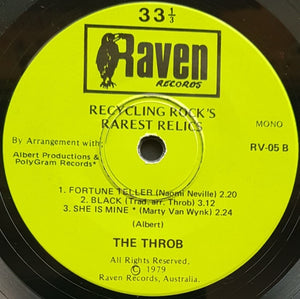 33⅓
Raven
RECORDS
RECYCLING ROCK'S
RAREST RELICS
MONO
By Arrangement with:
RV-05 B
Albert Productions &
PolyGram Records*
1. FORTUNE TELLER (Naomi Neville) 2.20
2. BLACK (Trad. arr. Throb) 3.12
3. SHE IS MINE * (Marty Van Wynk) 2.24
(Albert)
THE THROB
All Rights Reserved,
© 1979
Raven Records, Australia.